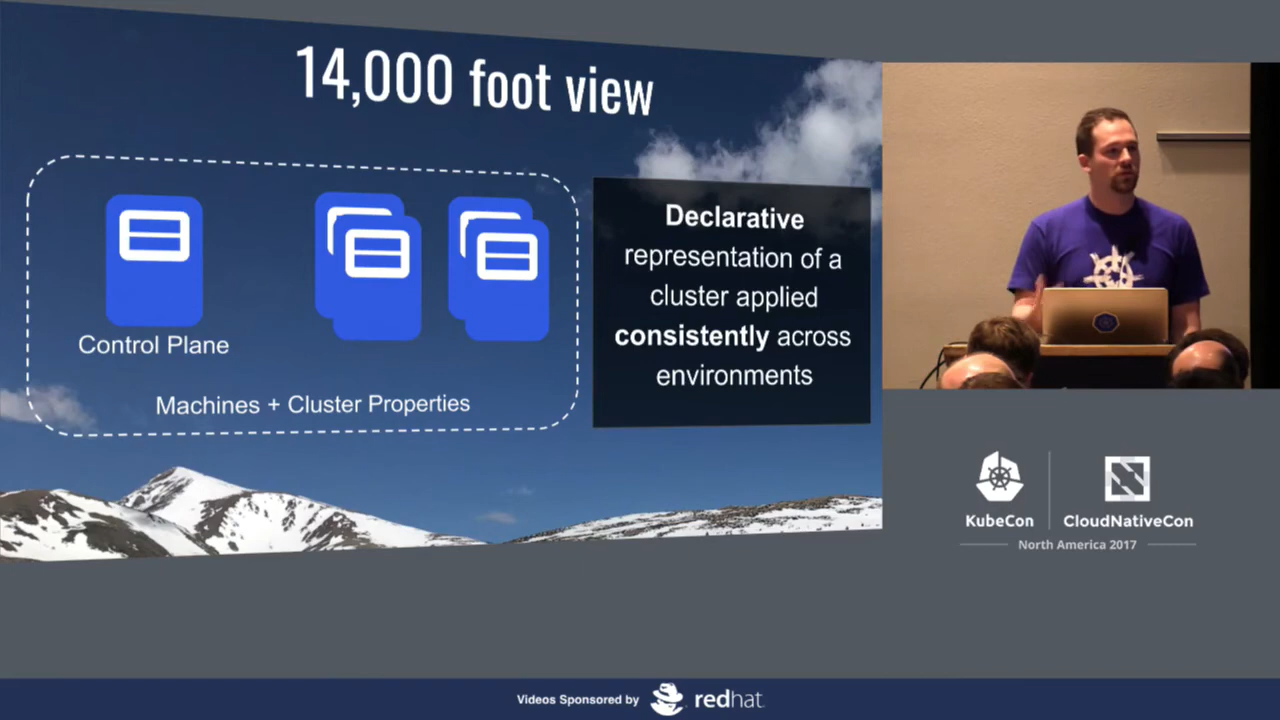 14,000 foot view
Control Plane
Machines + Cluster Properties
Declarative
representation of a
cluster applied
consistently across
environments
KubeCon
CloudNativeCon
North America 2017
Videos Sponsored by
redhat.